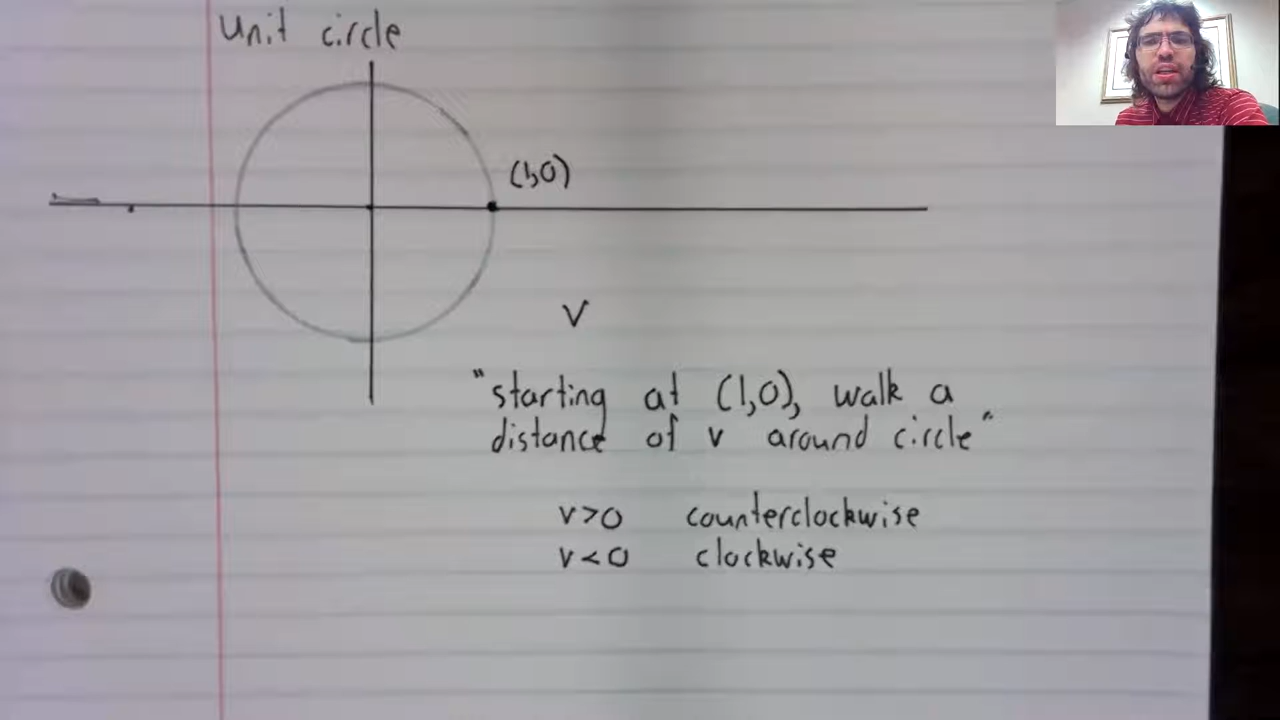 Unit circle
(1,0)
v
"starting at (1,0), walk a
distance of v around circle"
v>0 counterclockwise
v<0 clockwise